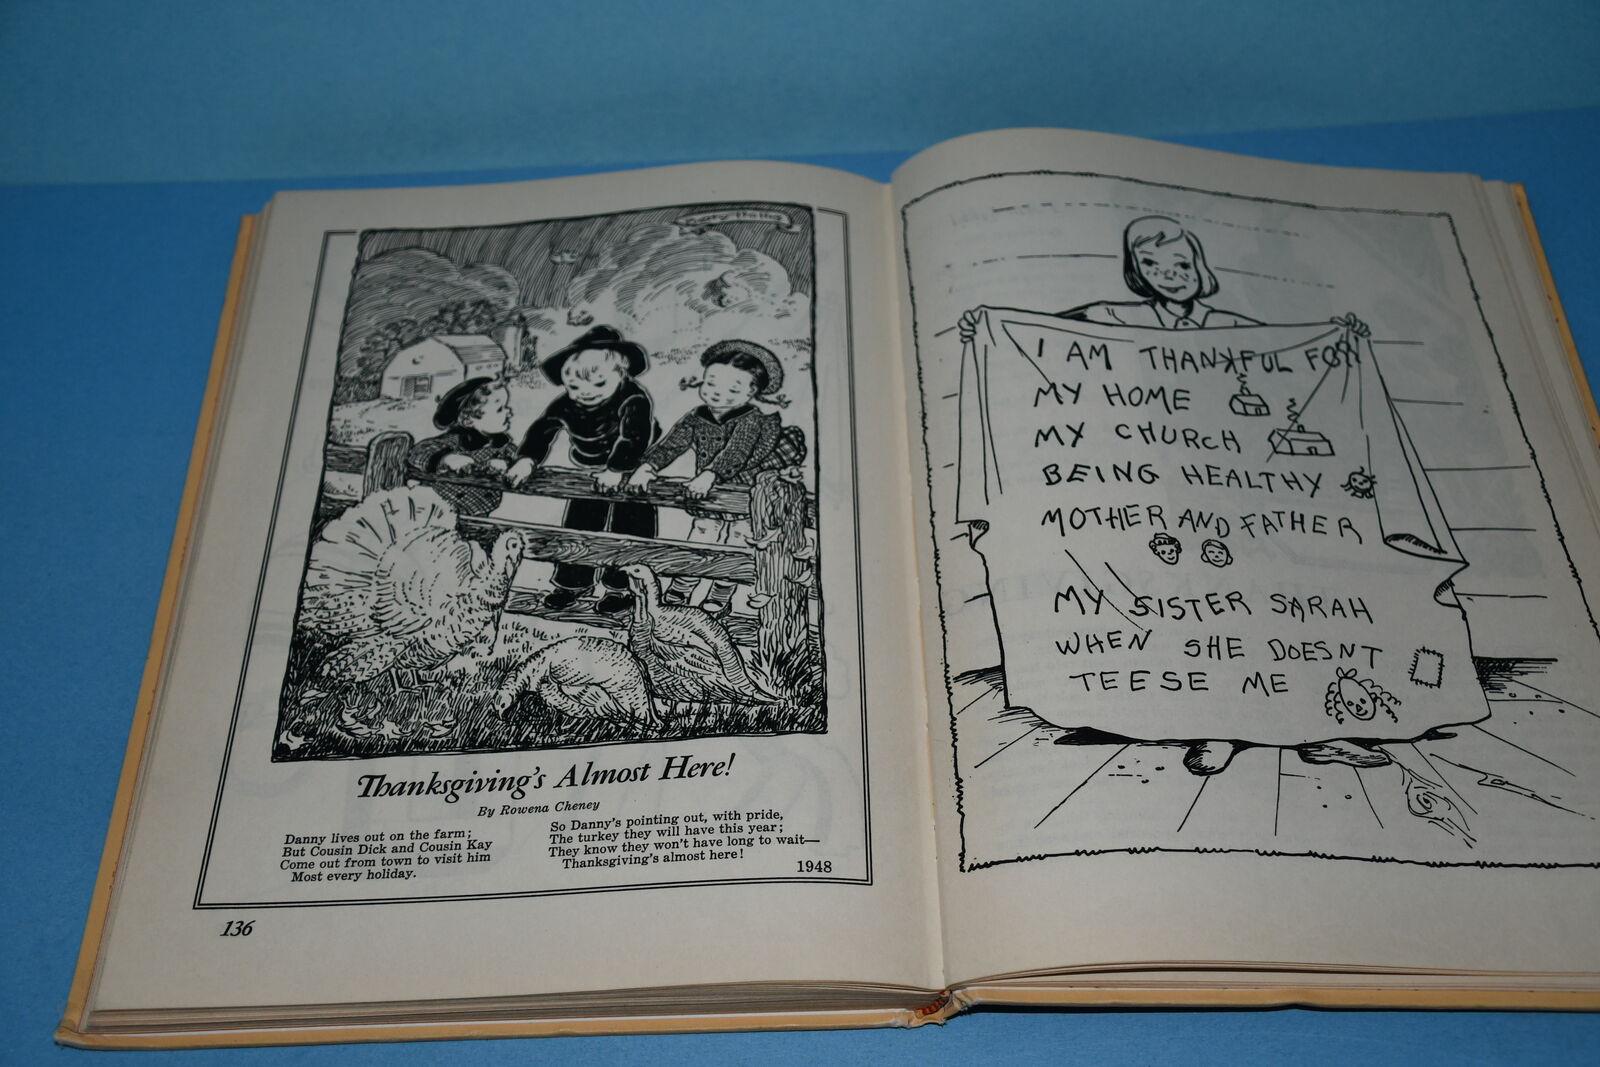 Thanksgiving's Almost Here!
By Rowena Cheney
Danny lives out on the farm;
But Cousin Dick and Cousin Kay
Come out from town to visit him
Most every holiday.
So Danny's pointing out, with pride,
The turkey they will have this year;
They know they won't have long to wait—
Thanksgiving's almost here!
1948
136
I AM THANKFUL FOR
MY HOME
MY CHURCH
BEING HEALTHY
MOTHER AND FATHER
MY SISTER SARAH
WHEN SHE DOESNT
TEESE ME